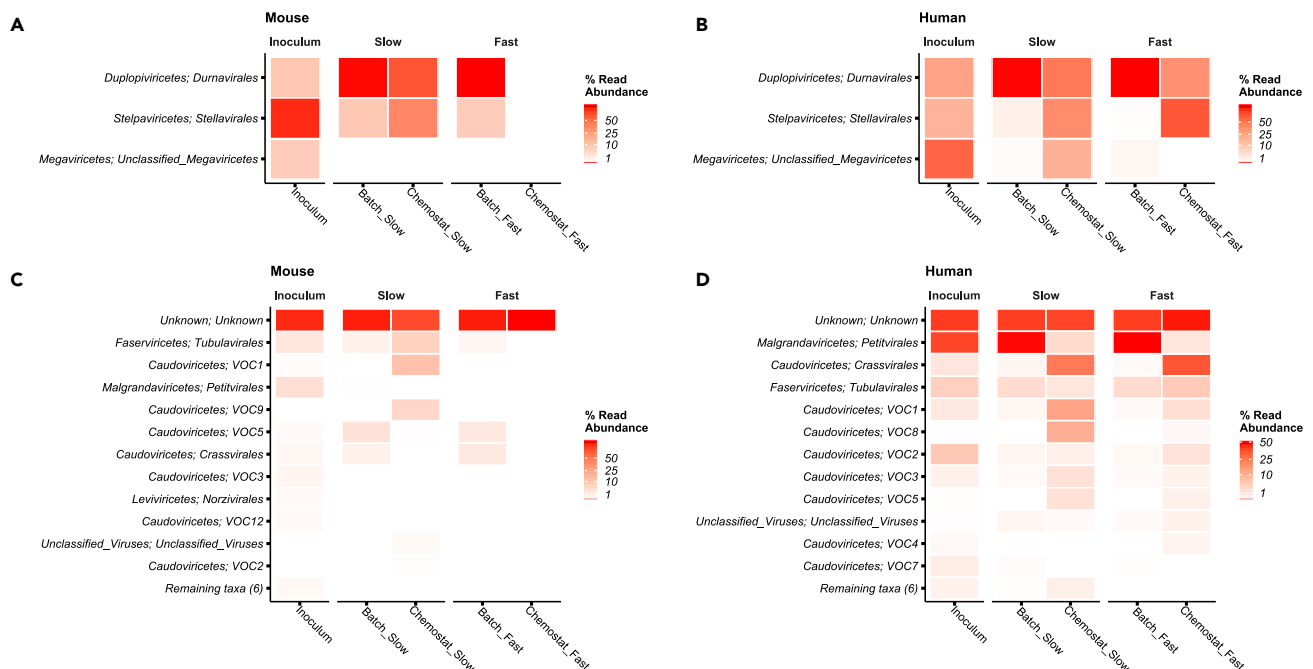 A
Mouse
Inoculum
Slow
Fast
Duplopiviricetes; Durnavirales
Stelpaviricetes; Stellavirales
Megaviricetes; Unclassified_Megaviricetes
% Read
Abundance
50
25
10
1
Inoculum
Batch_Slow
Chemostat_Slow
Batch_Fast
Chemostat_Fast
B
Human
Inoculum
Slow
Fast
Duplopiviricetes; Durnavirales
Stelpaviricetes; Stellavirales
Megaviricetes; Unclassified_Megaviricetes
% Read
Abundance
50
25
10
1
Inoculum
Batch_Slow
Chemostat_Slow
Batch_Fast
Chemostat_Fast
C
Mouse
Inoculum
Slow
Fast
Unknown; Unknown
Faserviricetes; Tubulavirales
Caudoviricetes; VOC1
Malgrandaviricetes; Petitvirales
Caudoviricetes; VOC9
Caudoviricetes; VOC5
Caudoviricetes; Crassvirales
Caudoviricetes; VOC3
Leviviricetes; Norzivirales
Caudoviricetes; VOC12
Unclassified_Viruses; Unclassified_Viruses
Caudoviricetes; VOC2
Remaining taxa (6)
% Read
Abundance
50
25
10
1
Inoculum
Batch_Slow
Chemostat_Slow
Batch_Fast
Chemostat_Fast
D
Human
Inoculum
Slow
Fast
Unknown; Unknown
Malgrandaviricetes; Petitvirales
Caudoviricetes; Crassvirales
Faserviricetes; Tubulavirales
Caudoviricetes; VOC1
Caudoviricetes; VOC8
Caudoviricetes; VOC2
Caudoviricetes; VOC3
Caudoviricetes; VOC5
Unclassified_Viruses; Unclassified_Viruses
Caudoviricetes; VOC4
Caudoviricetes; VOC7
Remaining taxa (6)
% Read
Abundance
50
25
10
1
Inoculum
Batch_Slow
Chemostat_Slow
Batch_Fast
Chemostat_Fast